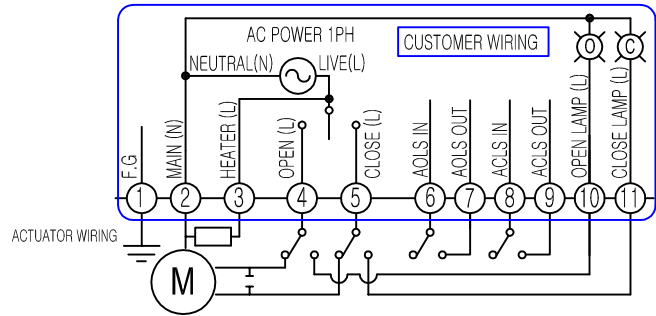 AC POWER 1PH
CUSTOMER WIRING
O
C
NEUTRAL(N)
LIVE(L)
F.G
MAIN (N)
HEATER (L)
OPEN (L)
CLOSE (L)
AOLS IN
AOLS OUT
ACLS IN
ACLS OUT
OPEN LAMP (L)
CLOSE LAMP (L)
1
2
3
4
5
6
7
8
9
10
11
ACTUATOR WIRING
M